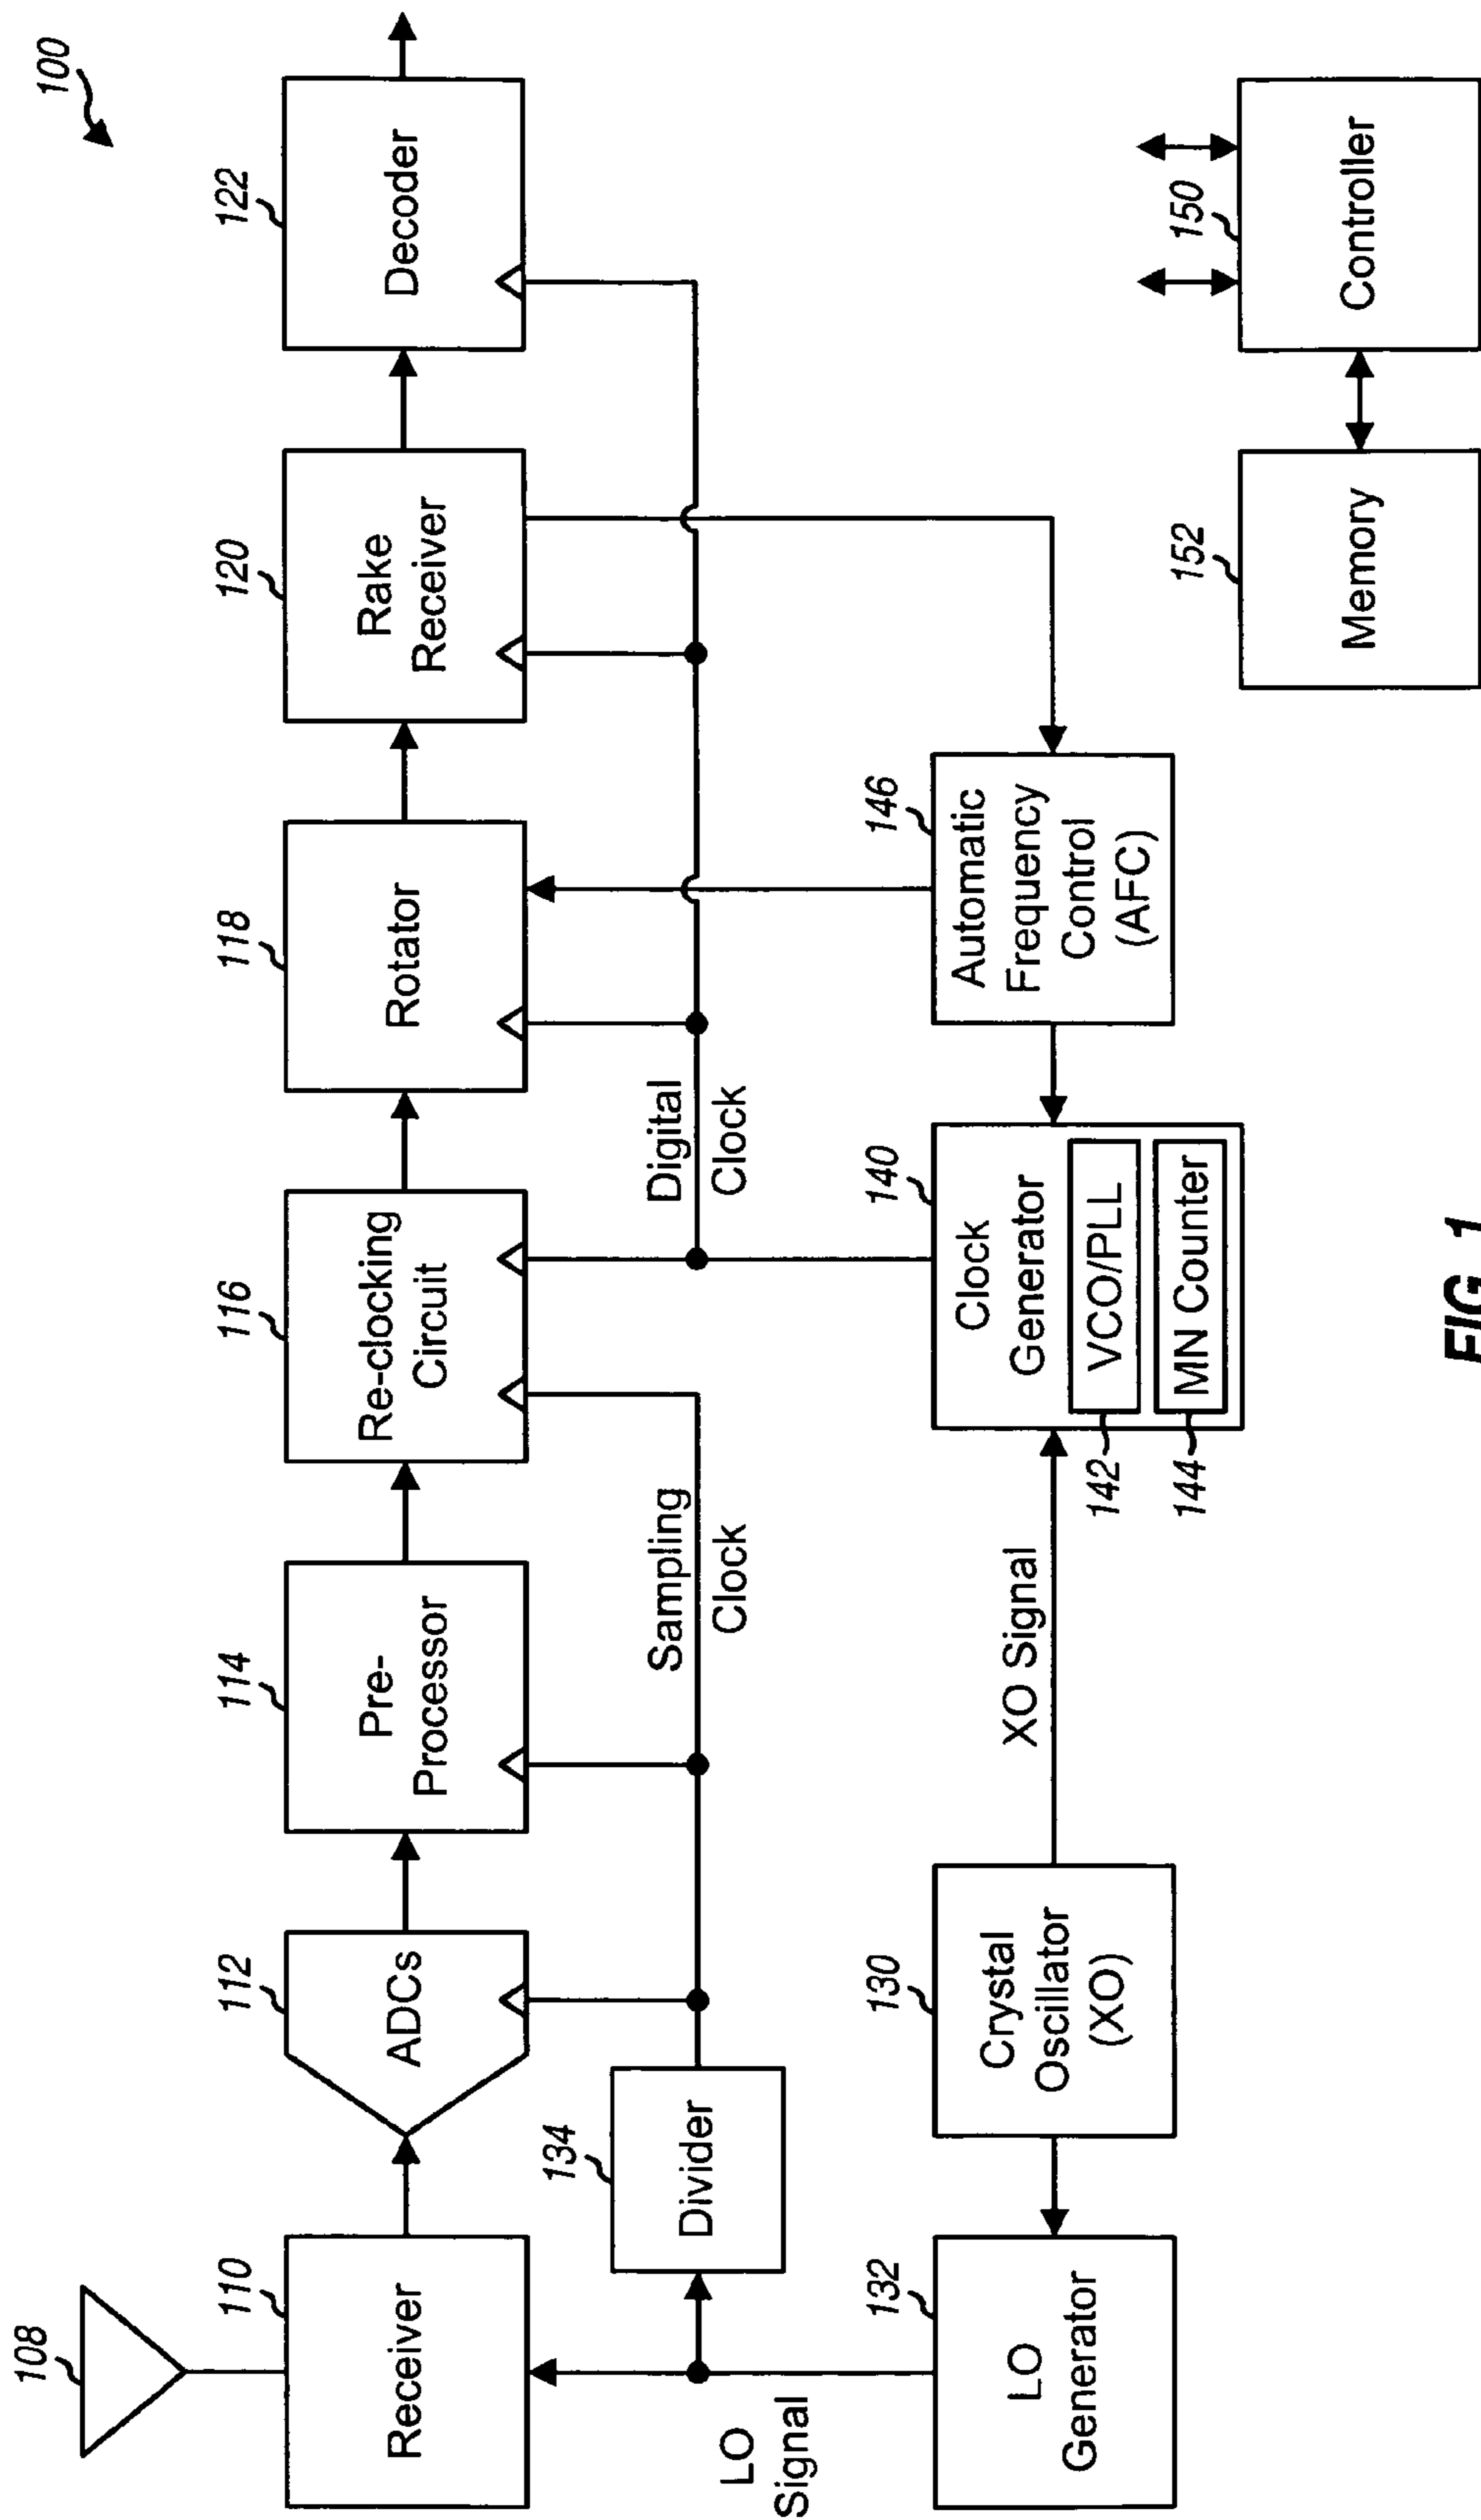 100
108
110
Receiver
112
ADCs
114
Pre-
Processor
116
Re-clocking
Circuit
118
Rotator
120
Rake
Receiver
122
Decoder
LO
Signal
134
Divider
Sampling
Clock
Digital
Clock
132
LO
Generator
130
Crystal
Oscillator
(XO)
XO Signal
140
Clock
Generator
142
VCO/PLL
144
MN Counter
146
Automatic
Frequency
Control
(AFC)
152
Memory
150
Controller
FIG. 1